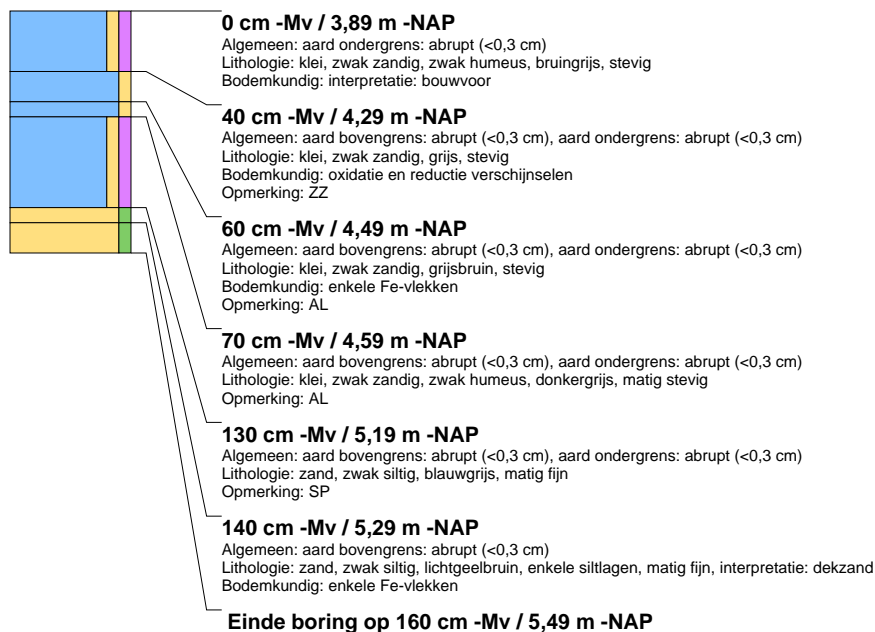 0 cm -Mv / 3,89 m -NAP
Algemeen: aard ondergrens: abrupt (<0,3 cm)
Lithologie: klei, zwak zandig, zwak humeus, bruingrijs, stevig
Bodemkundig: interpretatie: bouwvoor
40 cm -Mv / 4,29 m -NAP
Algemeen: aard bovengrens: abrupt (<0,3 cm), aard ondergrens: abrupt (<0,3 cm)
Lithologie: klei, zwak zandig, grijs, stevig
Bodemkundig: oxidatie en reductie verschijnselen
Opmerking: ZZ
60 cm -Mv / 4,49 m -NAP
Algemeen: aard bovengrens: abrupt (<0,3 cm), aard ondergrens: abrupt (<0,3 cm)
Lithologie: klei, zwak zandig, grijsbruin, stevig
Bodemkundig: enkele Fe-vlekken
Opmerking: AL
70 cm -Mv / 4,59 m -NAP
Algemeen: aard bovengrens: abrupt (<0,3 cm), aard ondergrens: abrupt (<0,3 cm)
Lithologie: klei, zwak zandig, zwak humeus, donkergrijs, matig stevig
Opmerking: AL
130 cm -Mv / 5,19 m -NAP
Algemeen: aard bovengrens: abrupt (<0,3 cm), aard ondergrens: abrupt (<0,3 cm)
Lithologie: zand, zwak siltig, blauwgrijs, matig fijn
Opmerking: SP
140 cm -Mv / 5,29 m -NAP
Algemeen: aard bovengrens: abrupt (<0,3 cm)
Lithologie: zand, zwak siltig, lichtgeelbruin, enkele siltlagen, matig fijn, interpretatie: dekzand
Bodemkundig: enkele Fe-vlekken
Einde boring op 160 cm -Mv / 5,49 m -NAP